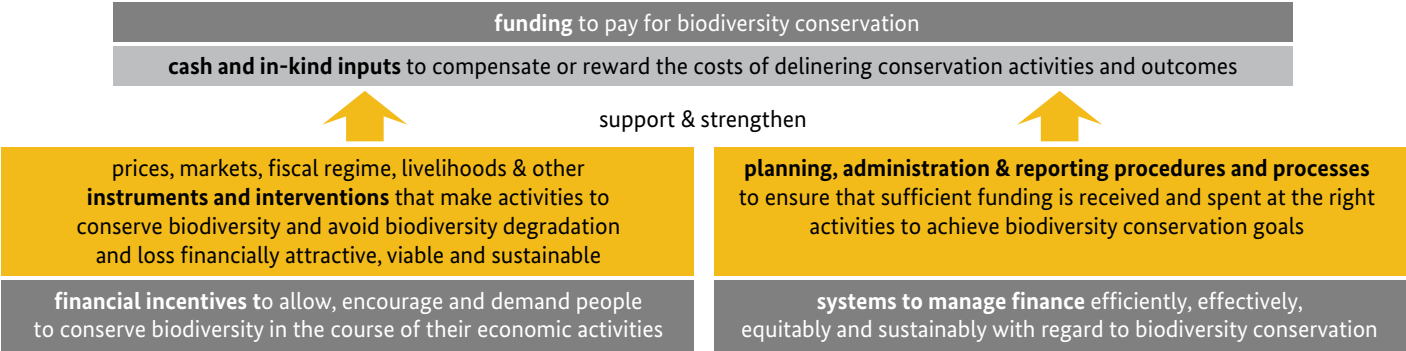 funding to pay for biodiversity conservation
cash and in-kind inputs to compensate or reward the costs of delinering conservation activities and outcomes
support & strengthen
prices, markets, fiscal regime, livelihoods & other
instruments and interventions that make activities to
conserve biodiversity and avoid biodiversity degradation
and loss financially attractive, viable and sustainable
financial incentives to allow, encourage and demand people
to conserve biodiversity in the course of their economic activities
planning, administration & reporting procedures and processes
to ensure that sufficient funding is received and spent at the right
activities to achieve biodiversity conservation goals
systems to manage finance efficiently, effectively,
equitably and sustainably with regard to biodiversity conservation